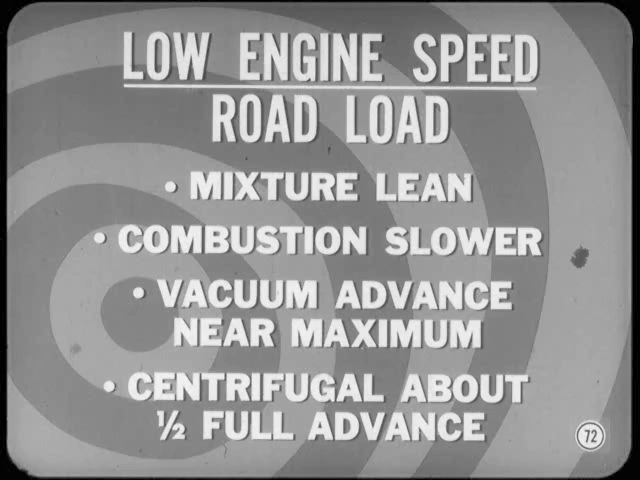 LOW ENGINE SPEED
ROAD LOAD
• MIXTURE LEAN
• COMBUSTION SLOWER
• VACUUM ADVANCE
NEAR MAXIMUM
• CENTRIFUGAL ABOUT
½ FULL ADVANCE
72